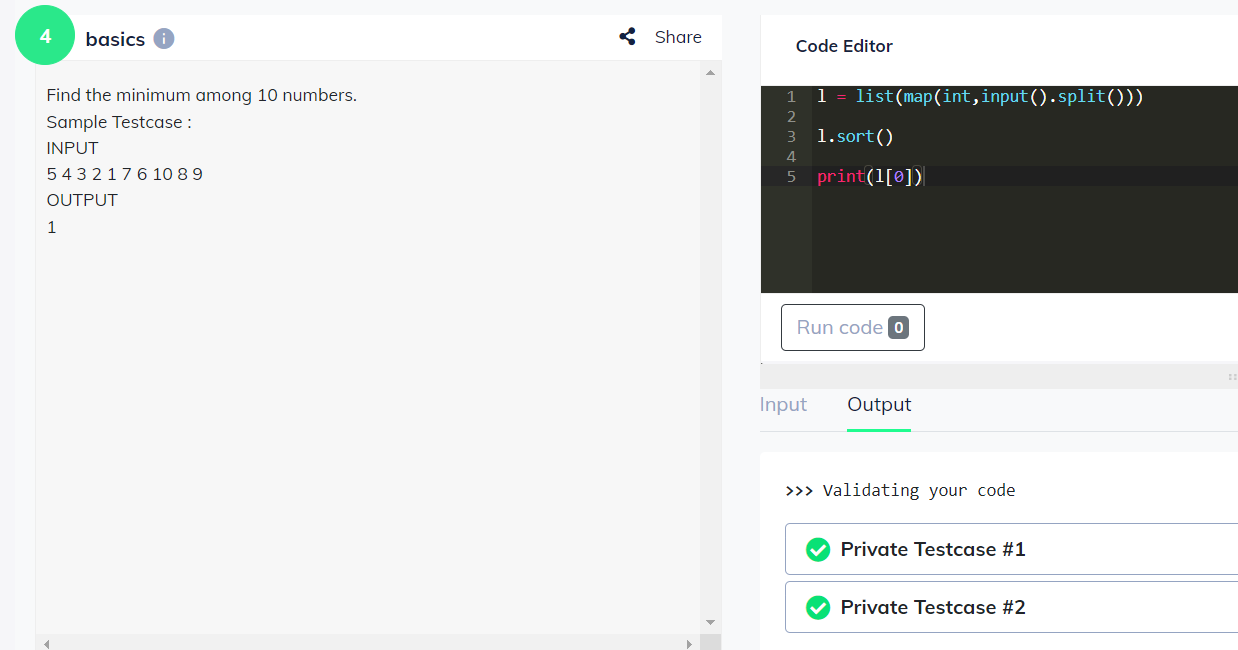 4
basics
Share
Find the minimum among 10 numbers.
Sample Testcase :
INPUT
5 4 3 2 1 7 6 10 8 9
OUTPUT
1
Code Editor
1 l = list(map(int,input().split()))
2
3 l.sort()
4
5 print(l[0])
Run code 0
Input Output
>>> Validating your code
Private Testcase #1
Private Testcase #2